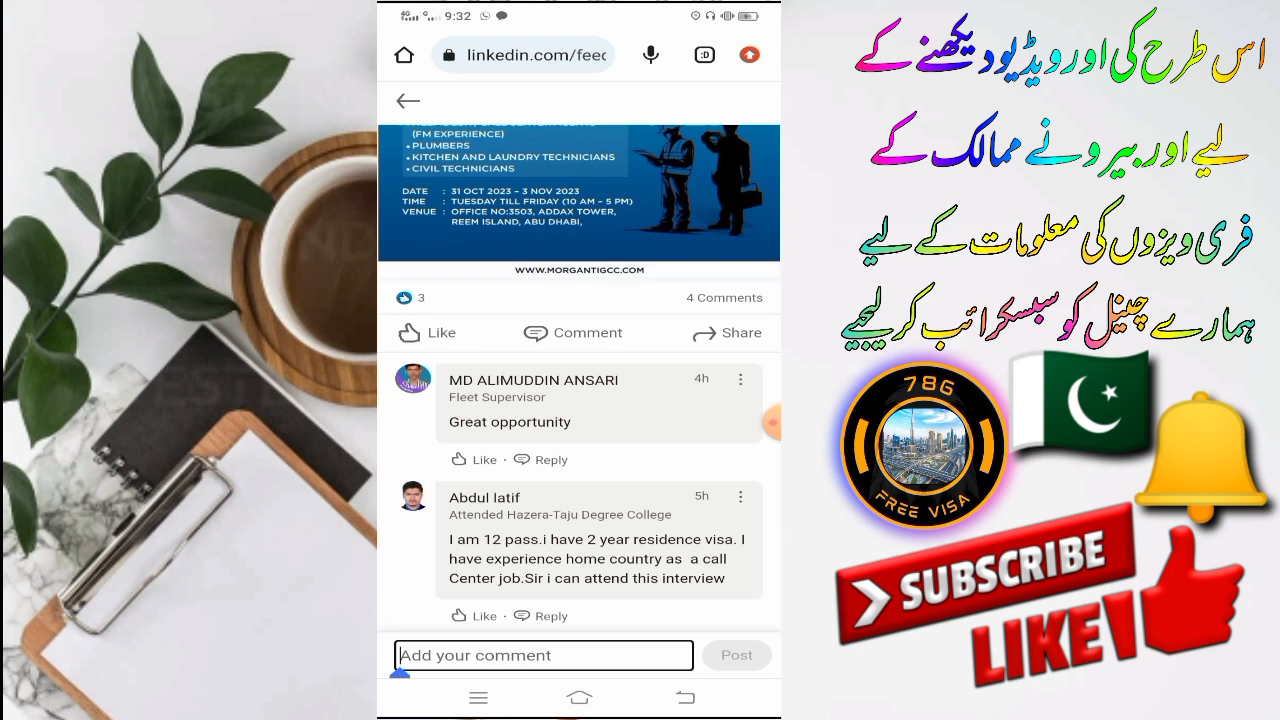 9:32
linkedin.com/feed
(FM EXPERIENCE)
• PLUMBERS
• KITCHEN AND LAUNDRY TECHNICIANS
• CIVIL TECHNICIANS
DATE : 31 OCT 2023 – 3 NOV 2023
TIME : TUESDAY TILL FRIDAY (10 AM – 5 PM)
VENUE : OFFICE NO:3503, ADDAX TOWER,
REEM ISLAND, ABU DHABI,
WWW.MORGANTIGCC.COM
3
4 Comments
Like
Comment
Share
MD ALIMUDDIN ANSARI
4h
Fleet Supervisor
Great opportunity
Like · Reply
Abdul latif
5h
Attended Hazera-Taju Degree College
I am 12 pass.i have 2 year residence visa. I
have experience home country as a call
Center job.Sir i can attend this interview
Like · Reply
Add your comment
Post
اس طرح کی اور ویڈیو دیکھنے کے
لیے اور بیرونے ممالک کے
فری ویزوں کی معلومات کے لیے
ہمارے چینل کو سبسکرائب کر لیجیے
786
FREE VISA
SUBSCRIBE
LIKE